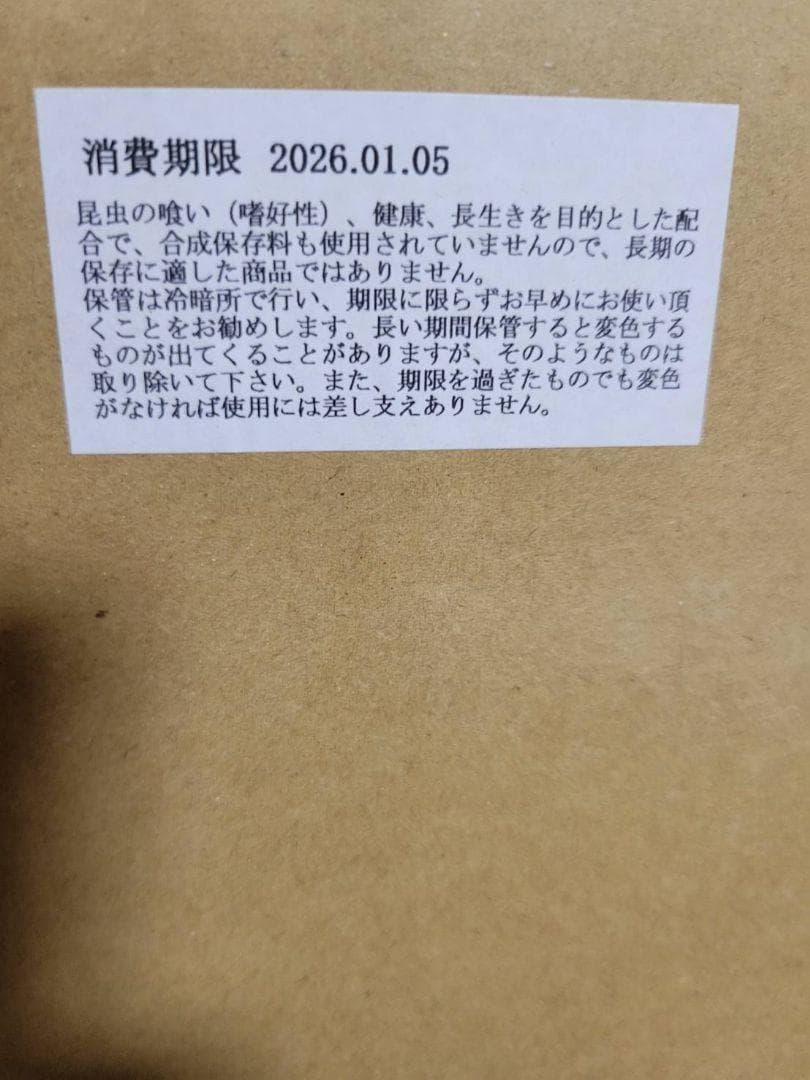 消費期限 2026.01.05
昆虫の喰い（嗜好性）、健康、長生きを目的とした配
合で、合成保存料も使用されていませんので、長期の
保存に適した商品ではありません。
保管は冷暗所で行い、期限に限らずお早めにお使い頂
くことをお勧めします。長い期間保管すると変色する
ものが出てくることがありますが、そのようなものは
取り除いて下さい。また、期限を過ぎたものでも変色
がなければ使用には差し支えありません。